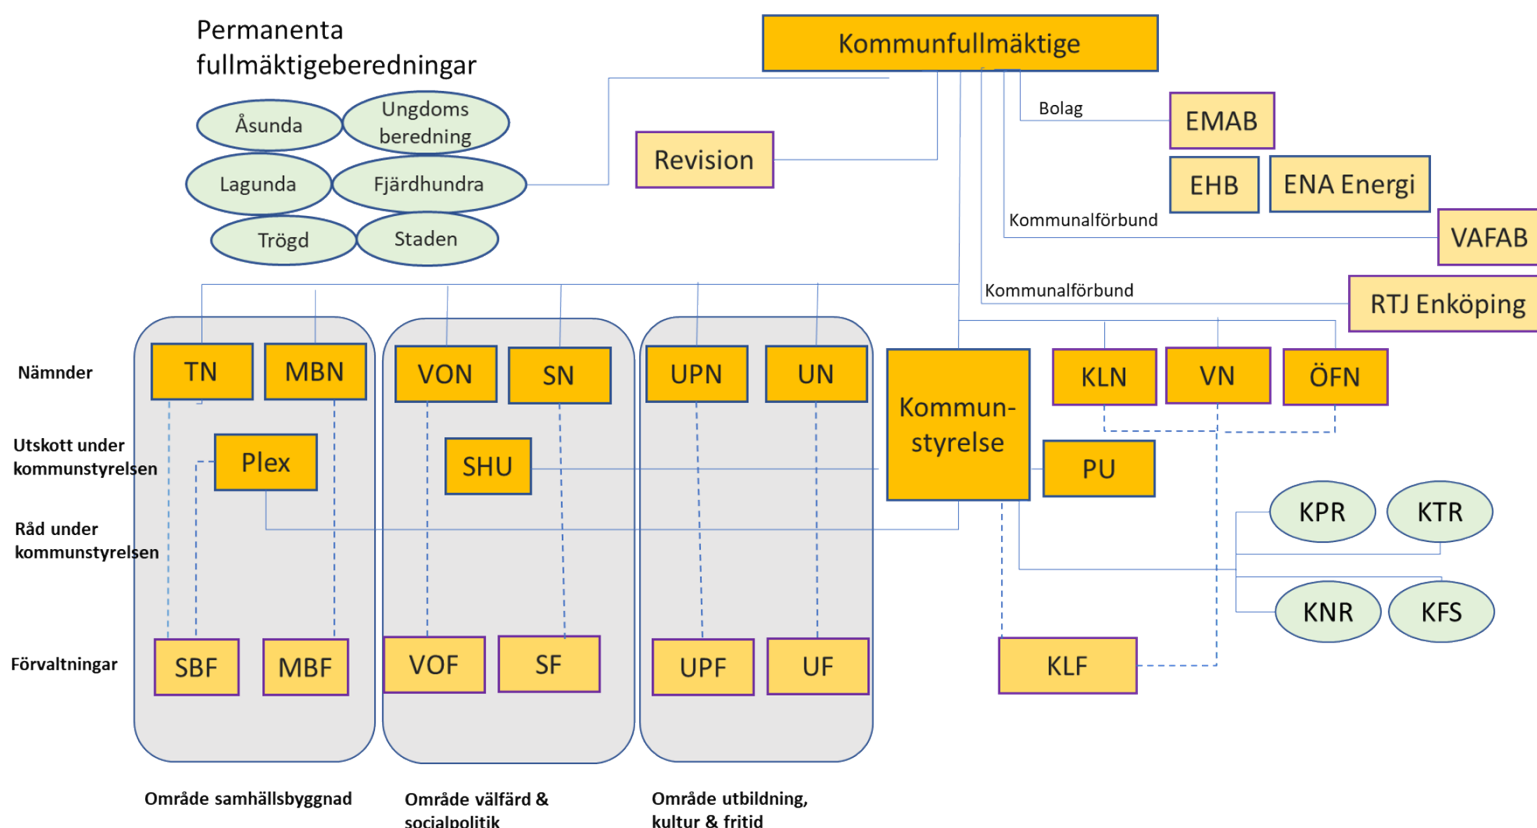 Permanenta
fullmäktigeberedningar
Kommunfullmäktige
Åsunda
Ungdoms
beredning
Lagunda
Fjärdhundra
Trögd
Staden
Revision
Bolag
EMAB
EHB
ENA Energi
Kommunalförbund
VAFAB
Kommunalförbund
RTJ Enköping
Nämnder
TN
MBN
VON
SN
UPN
UN
Kommun-
styrelse
KLN
VN
ÖFN
Utskott under
kommunstyrelsen
Plex
SHU
PU
Råd under
kommunstyrelsen
KPR
KTR
KNR
KFS
Förvaltningar
SBF
MBF
VOF
SF
UPF
UF
KLF
Område samhällsbyggnad
Område välfärd &
socialpolitik
Område utbildning,
kultur & fritid